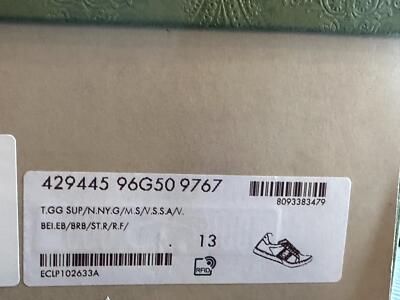 429445 96G50 9767
T.GG SUP/N.NY.G/M.S/V.S.S.A/V.
BEI.EB/BRB/ST.R/R.F/
8093383479
. 13
RFID
ECLP102633A